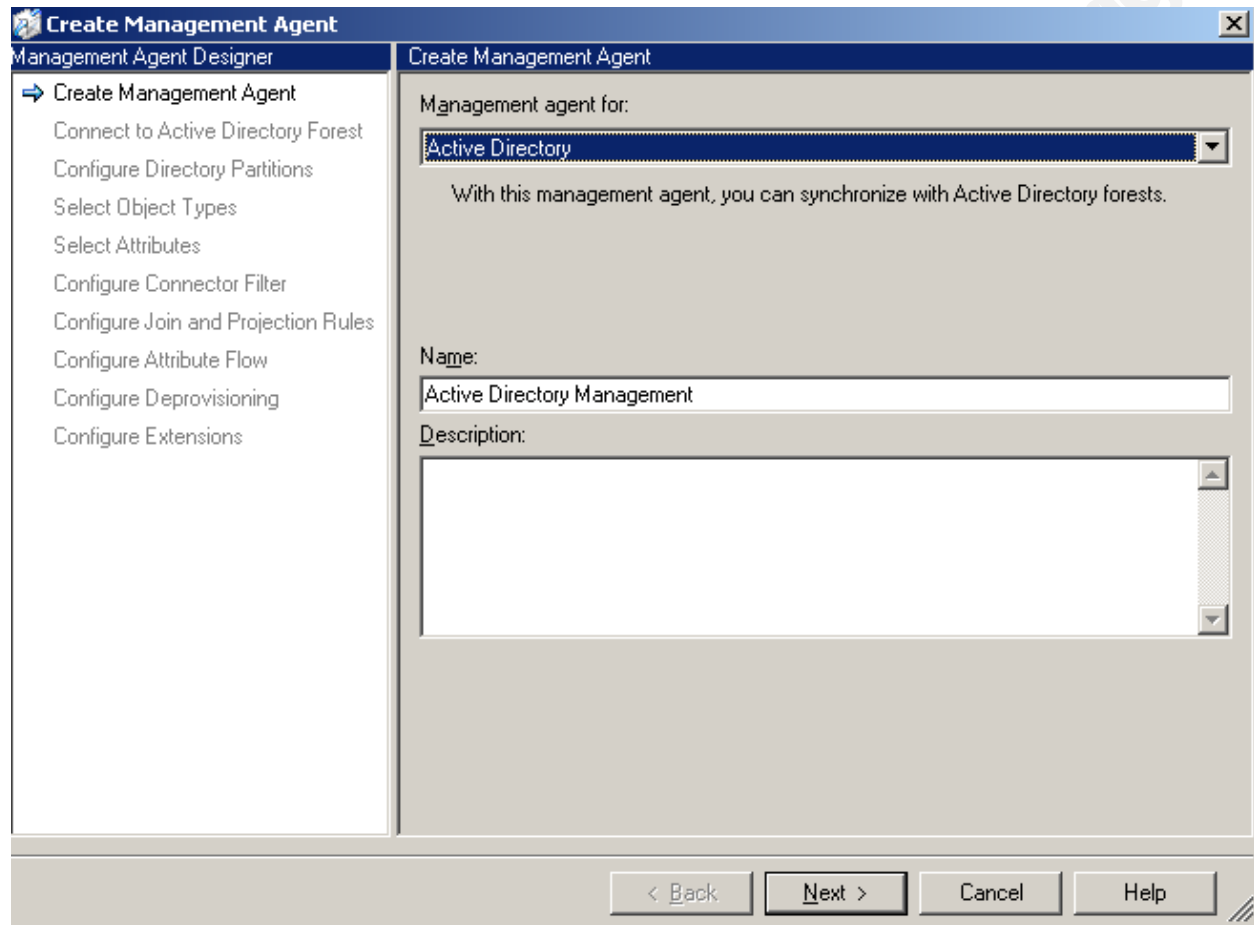 Create Management Agent
Management Agent Designer
Create Management Agent
Connect to Active Directory Forest
Configure Directory Partitions
Select Object Types
Select Attributes
Configure Connector Filter
Configure Join and Projection Rules
Configure Attribute Flow
Configure Deprovisioning
Configure Extensions
Create Management Agent
Management agent for:
Active Directory
With this management agent, you can synchronize with Active Directory forests.
Name:
Active Directory Management
Description:
< Back
Next >
Cancel
Help